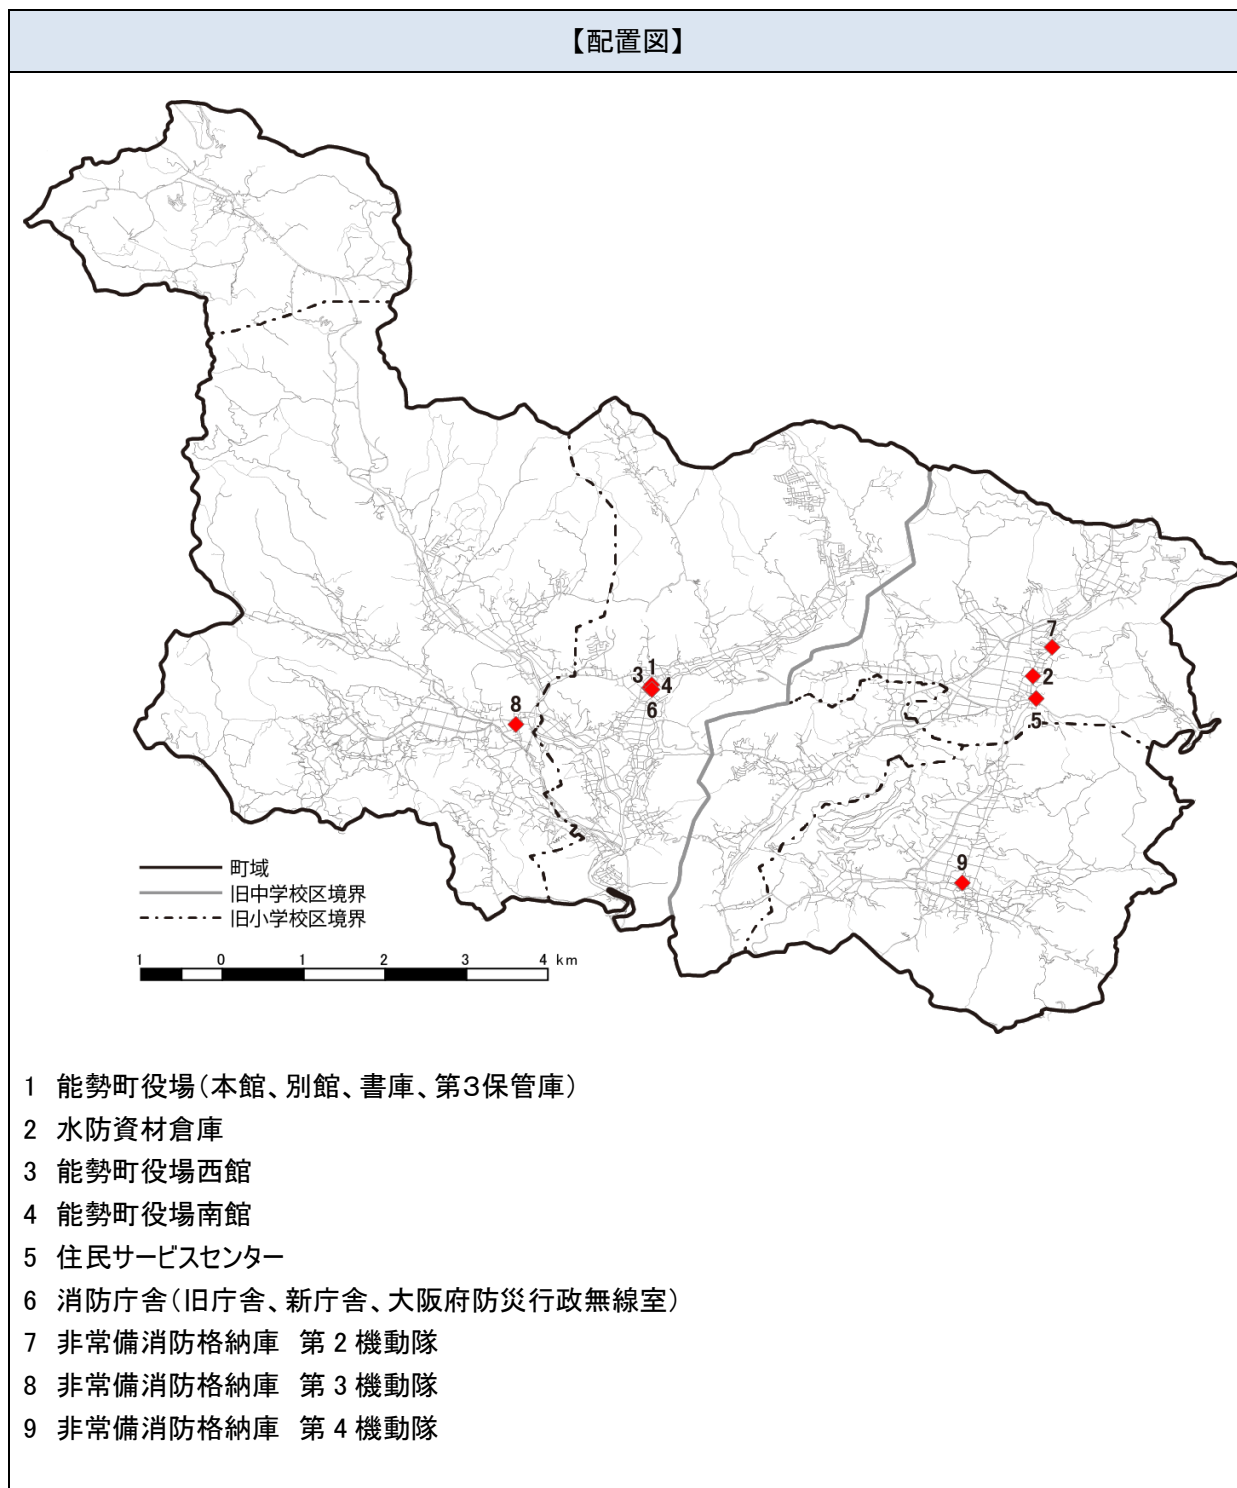 【配置図】
7
1
3
4
2
6
8
5
9
町域
旧中学校区境界
旧小学校区境界
1 0 1 2 3 4 km
1 能勢町役場(本館、別館、書庫、第3保管庫)
2 水防資材倉庫
3 能勢町役場西館
4 能勢町役場南館
5 住民サービスセンター
6 消防庁舎(旧庁舎、新庁舎、大阪府防災行政無線室)
7 非常備消防格納庫 第2機動隊
8 非常備消防格納庫 第3機動隊
9 非常備消防格納庫 第4機動隊